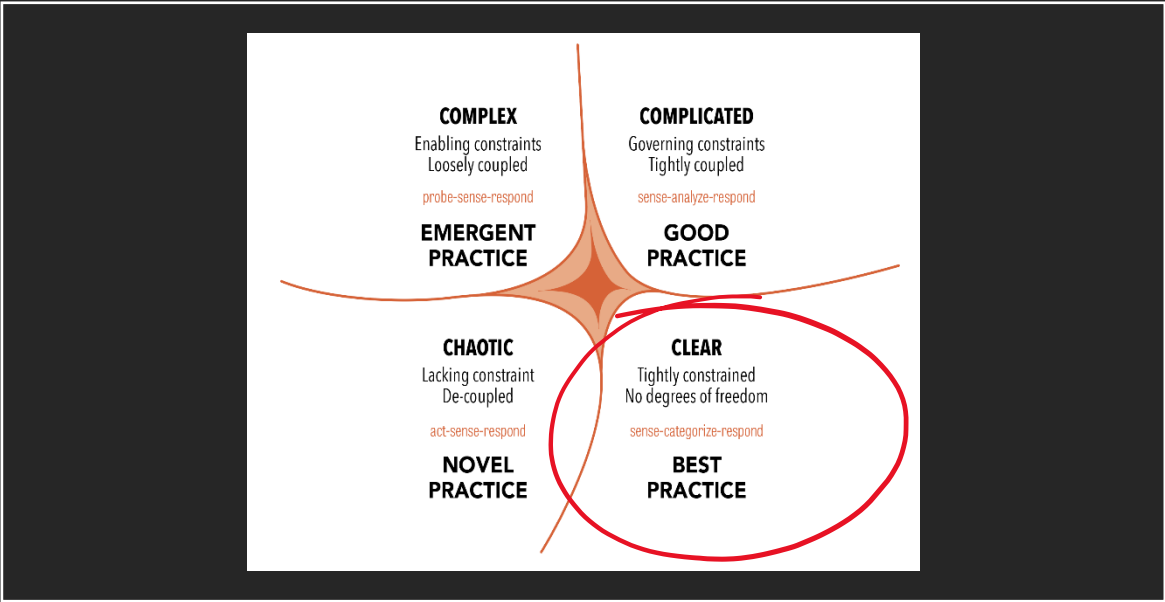 COMPLEX
Enabling constraints
Loosely coupled
probe-sense-respond
EMERGENT
PRACTICE
COMPLICATED
Governing constraints
Tightly coupled
sense-analyze-respond
GOOD
PRACTICE
CHAOTIC
Lacking constraint
De-coupled
act-sense-respond
NOVEL
PRACTICE
CLEAR
Tightly constrained
No degrees of freedom
sense-categorize-respond
BEST
PRACTICE